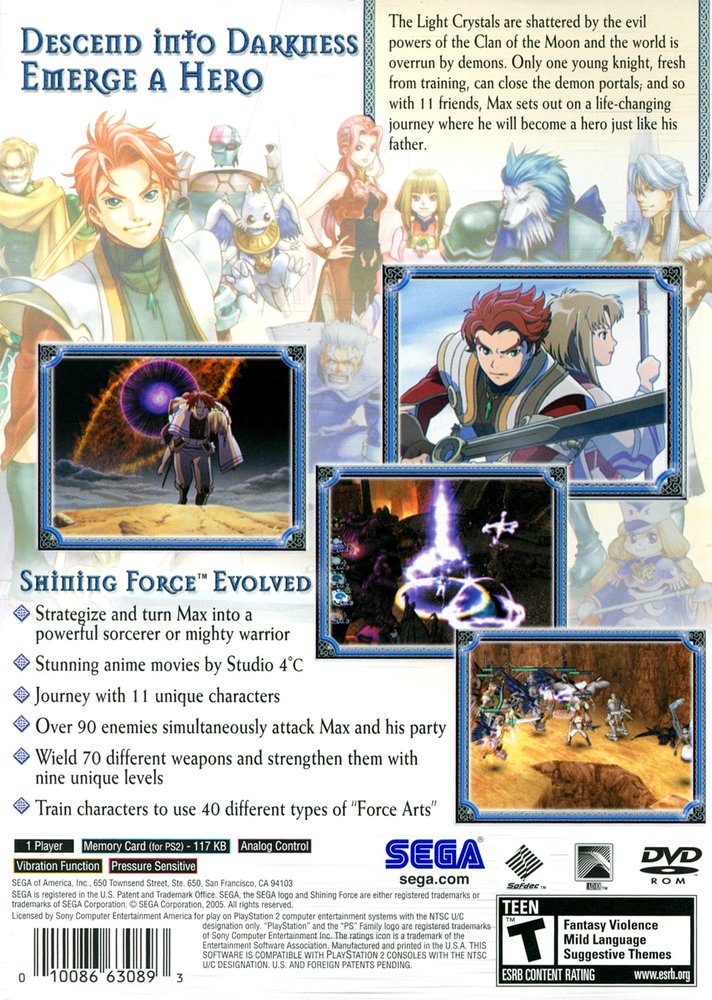 Descend into Darkness
Emerge a Hero
The Light Crystals are shattered by the evil
powers of the Clan of the Moon and the world is
overrun by demons. Only one young knight, fresh
from training, can close the demon portals; and so
with 11 friends, Max sets out on a life-changing
journey where he will become a hero just like his
father.
Shining Force™ Evolved
Strategize and turn Max into a
powerful sorcerer or mighty warrior
Stunning anime movies by Studio 4°C
Journey with 11 unique characters
Over 90 enemies simultaneously attack Max and his party
Wield 70 different weapons and strengthen them with
nine unique levels
Train characters to use 40 different types of "Force Arts"
1 Player
Memory Card (for PS2) - 117 KB
Analog Control
Vibration Function
Pressure Sensitive
SEGA®
sega.com
Sofdec™
ADX™
DVD
ROM
SEGA of America, Inc., 650 Townsend Street, Ste. 650, San Francisco, CA 94103
SEGA is registered in the U.S. Patent and Trademark Office. SEGA, the SEGA logo and Shining Force are either registered trademarks or
trademarks of SEGA Corporation. © SEGA Corporation, 2005. All rights reserved.
Licensed by Sony Computer Entertainment America for play on PlayStation 2 computer entertainment systems with the NTSC U/C
designation only. "PlayStation" and the "PS" Family logo are registered trademarks
of Sony Computer Entertainment Inc. The ratings icon is a trademark of the
Entertainment Software Association. Manufactured and printed in the U.S.A. THIS
SOFTWARE IS COMPATIBLE WITH PLAYSTATION 2 CONSOLES WITH THE NTSC
U/C DESIGNATION. U.S. AND FOREIGN PATENTS PENDING.
0 10086 63089 3
TEEN
T
Fantasy Violence
Mild Language
Suggestive Themes
ESRB CONTENT RATING www.esrb.org